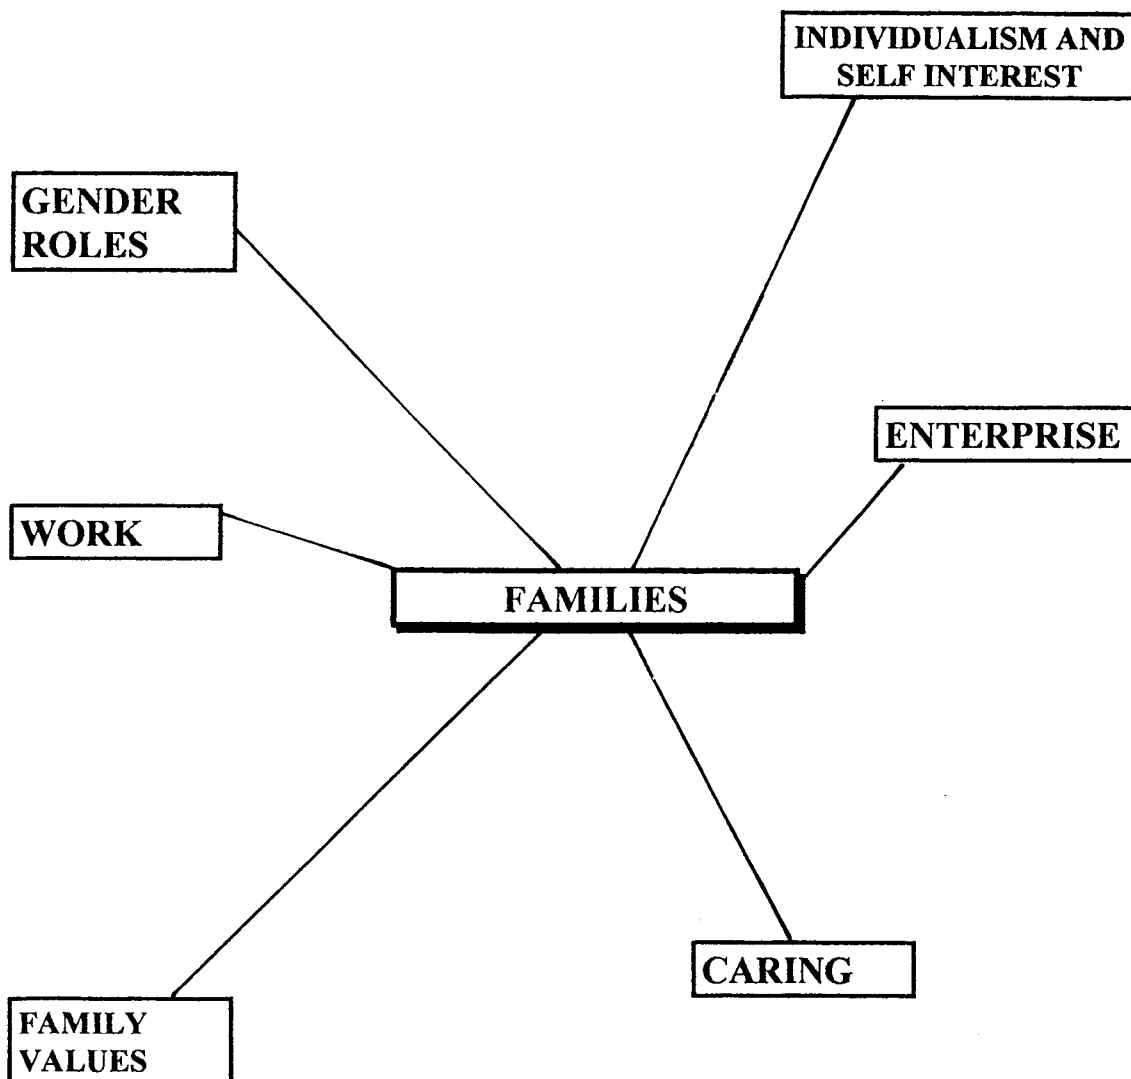 INDIVIDUALISM AND
SELF INTEREST
GENDER
ROLES
ENTERPRISE
WORK
FAMILIES
CARING
FAMILY
VALUES